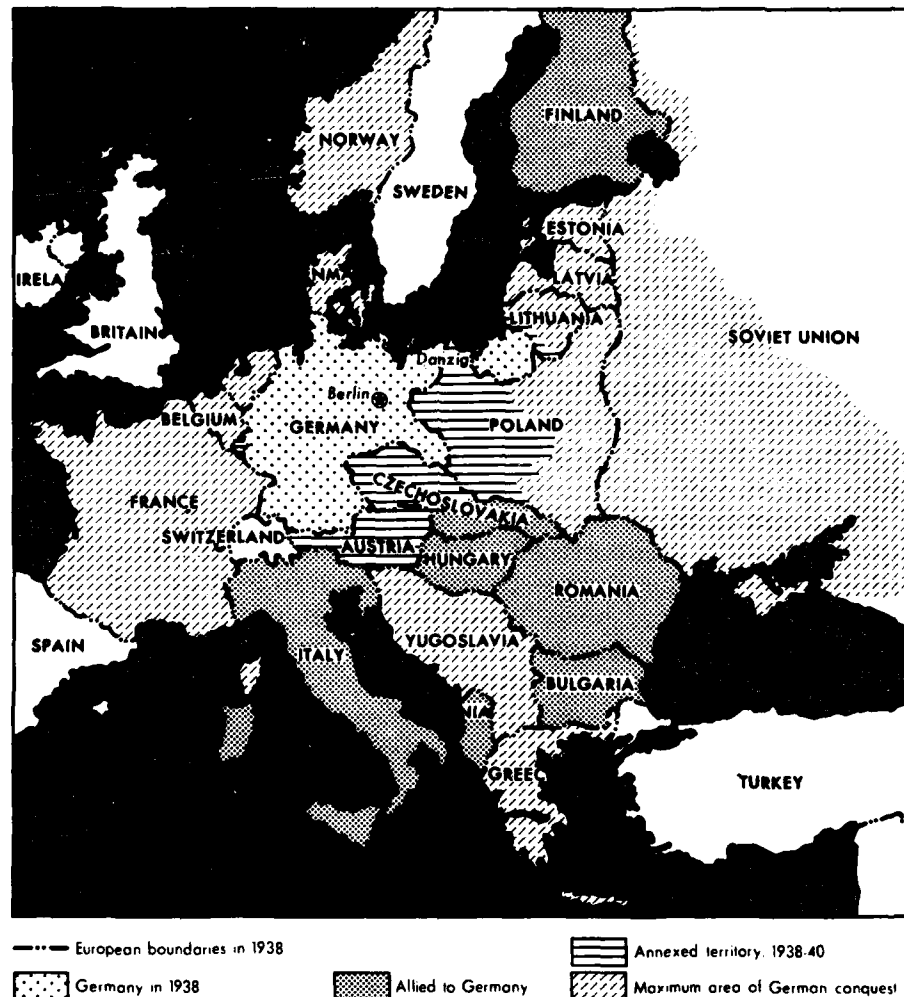 FINLAND
NORWAY
SWEDEN
ESTONIA
IRELA
NMA
LATVIA
LITHUANIA
BRITAIN
SOVIET UNION
Danzig
Berlin
BELGIUM
GERMANY
POLAND
CZECHOSLOVAKIA
FRANCE
SWITZERLAND
AUSTRIA
HUNGARY
ROMANIA
SPAIN
YUGOSLAVIA
ITALY
BULGARIA
NIA
GREEC
TURKEY
European boundaries in 1938
Annexed territory, 1938-40
Germany in 1938
Allied to Germany
Maximum area of German conquest